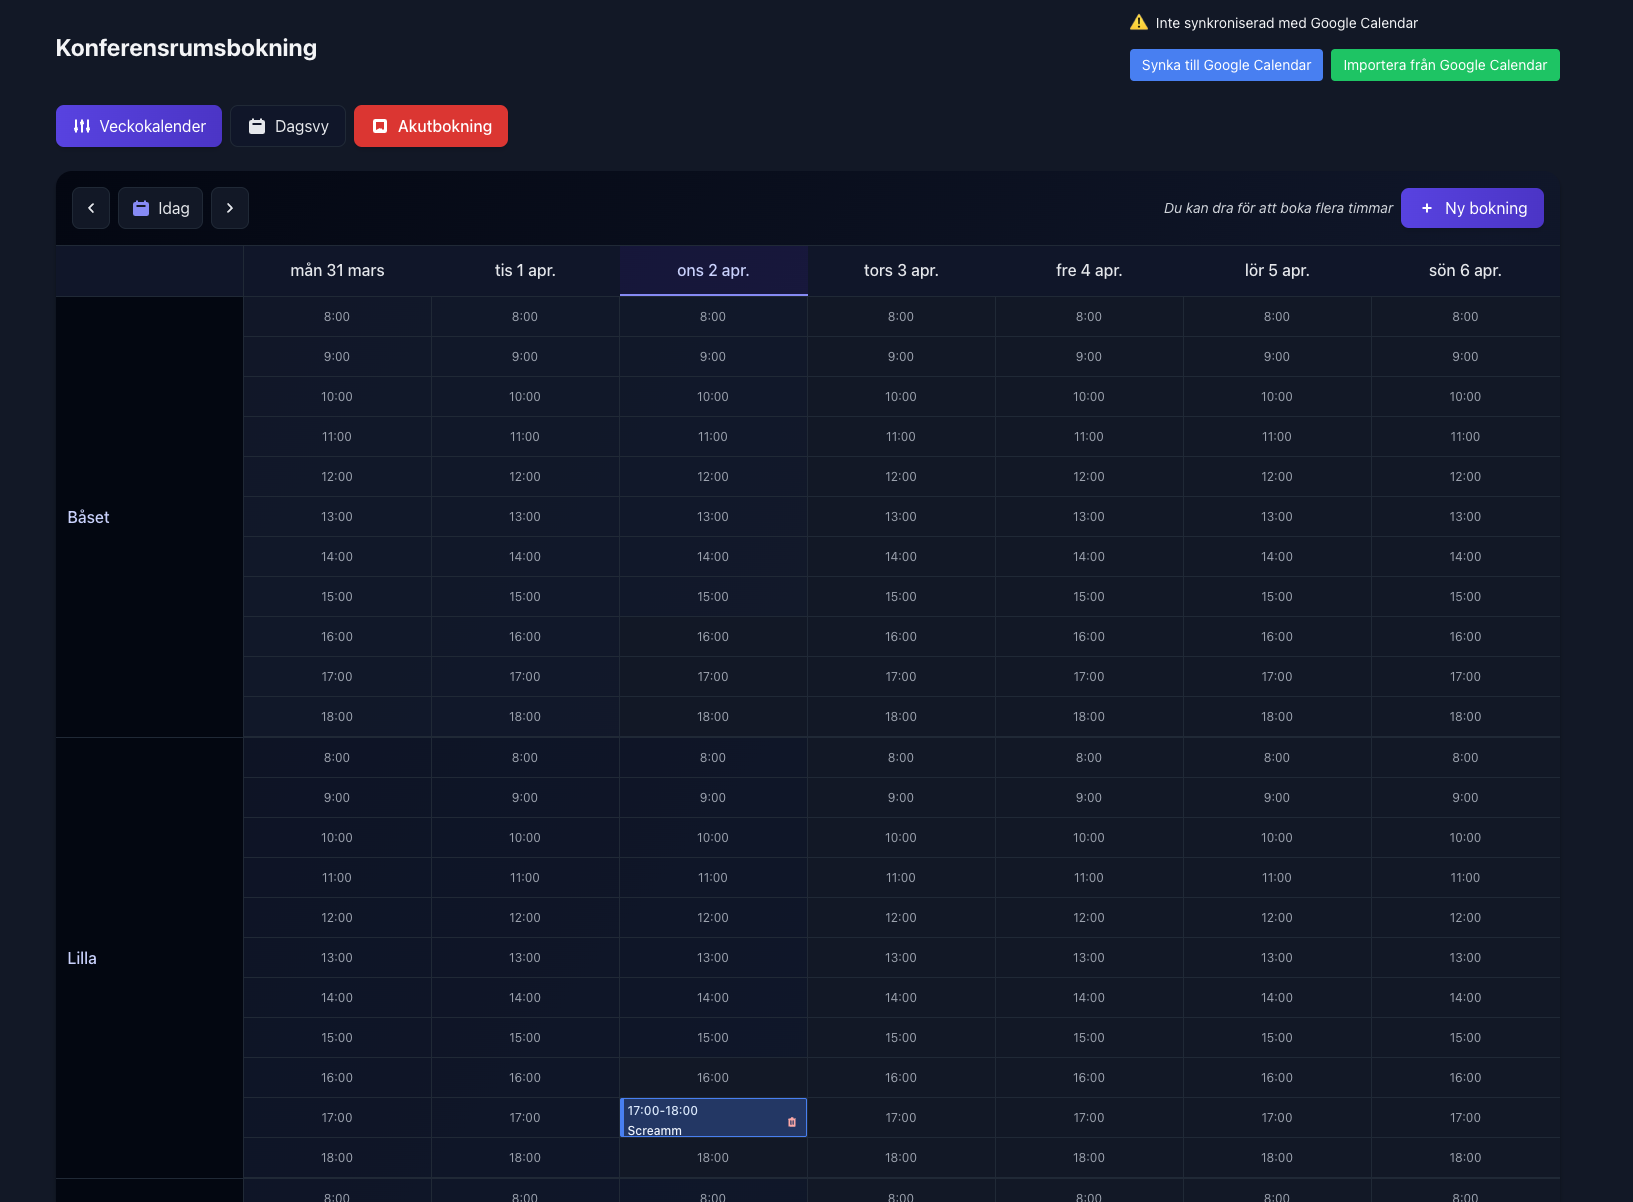 Inte synkroniserad med Google Calendar
Konferensrumsbokning
Synka till Google Calendar Importera från Google Calendar
Veckokalender Dagsvy Akutbokning
Idag Du kan dra för att boka flera timmar + Ny bokning
mån 31 mars tis 1 apr. ons 2 apr. tors 3 apr. fre 4 apr. lör 5 apr. sön 6 apr.
8:00 8:00 8:00 8:00 8:00 8:00 8:00
9:00 9:00 9:00 9:00 9:00 9:00 9:00
10:00 10:00 10:00 10:00 10:00 10:00 10:00
11:00 11:00 11:00 11:00 11:00 11:00 11:00
12:00 12:00 12:00 12:00 12:00 12:00 12:00
Båset 13:00 13:00 13:00 13:00 13:00 13:00 13:00
14:00 14:00 14:00 14:00 14:00 14:00 14:00
15:00 15:00 15:00 15:00 15:00 15:00 15:00
16:00 16:00 16:00 16:00 16:00 16:00 16:00
17:00 17:00 17:00 17:00 17:00 17:00 17:00
18:00 18:00 18:00 18:00 18:00 18:00 18:00
8:00 8:00 8:00 8:00 8:00 8:00 8:00
9:00 9:00 9:00 9:00 9:00 9:00 9:00
10:00 10:00 10:00 10:00 10:00 10:00 10:00
11:00 11:00 11:00 11:00 11:00 11:00 11:00
12:00 12:00 12:00 12:00 12:00 12:00 12:00
Lilla 13:00 13:00 13:00 13:00 13:00 13:00 13:00
14:00 14:00 14:00 14:00 14:00 14:00 14:00
15:00 15:00 15:00 15:00 15:00 15:00 15:00
16:00 16:00 16:00 16:00 16:00 16:00 16:00
17:00 17:00 17:00-18:00 17:00 17:00 17:00 17:00
Screamm
18:00 18:00 18:00 18:00 18:00 18:00 18:00
8:00 8:00 8:00 8:00 8:00 8:00 8:00